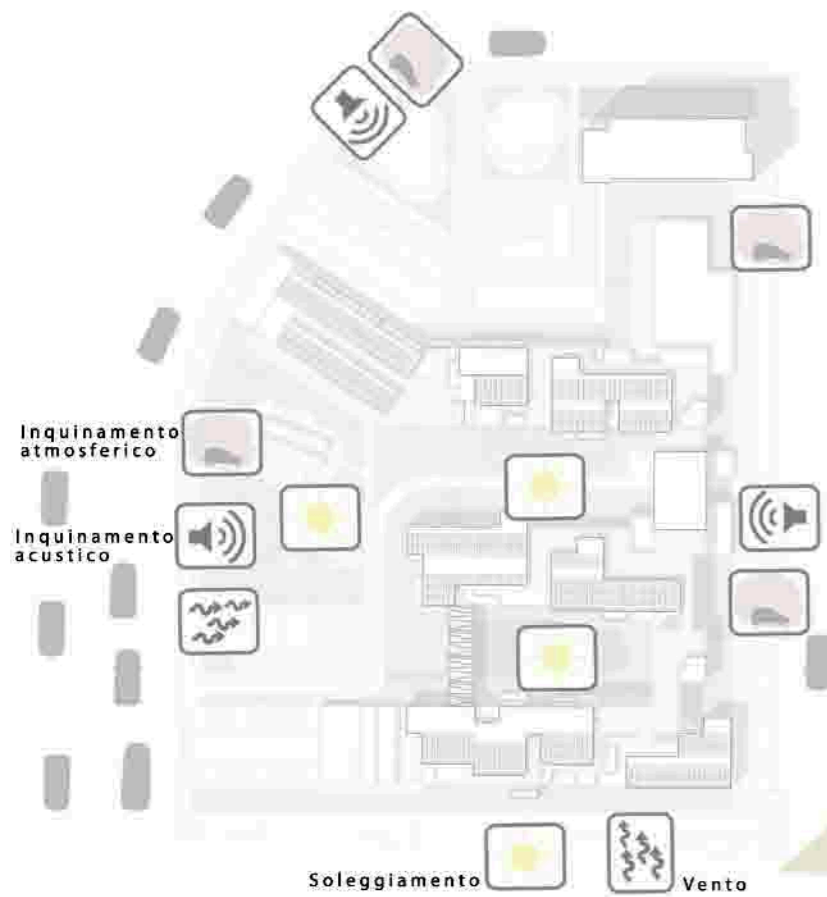 Inquinamento
atmosferico
Inquinamento
acustico
Soleggiamento
Vento